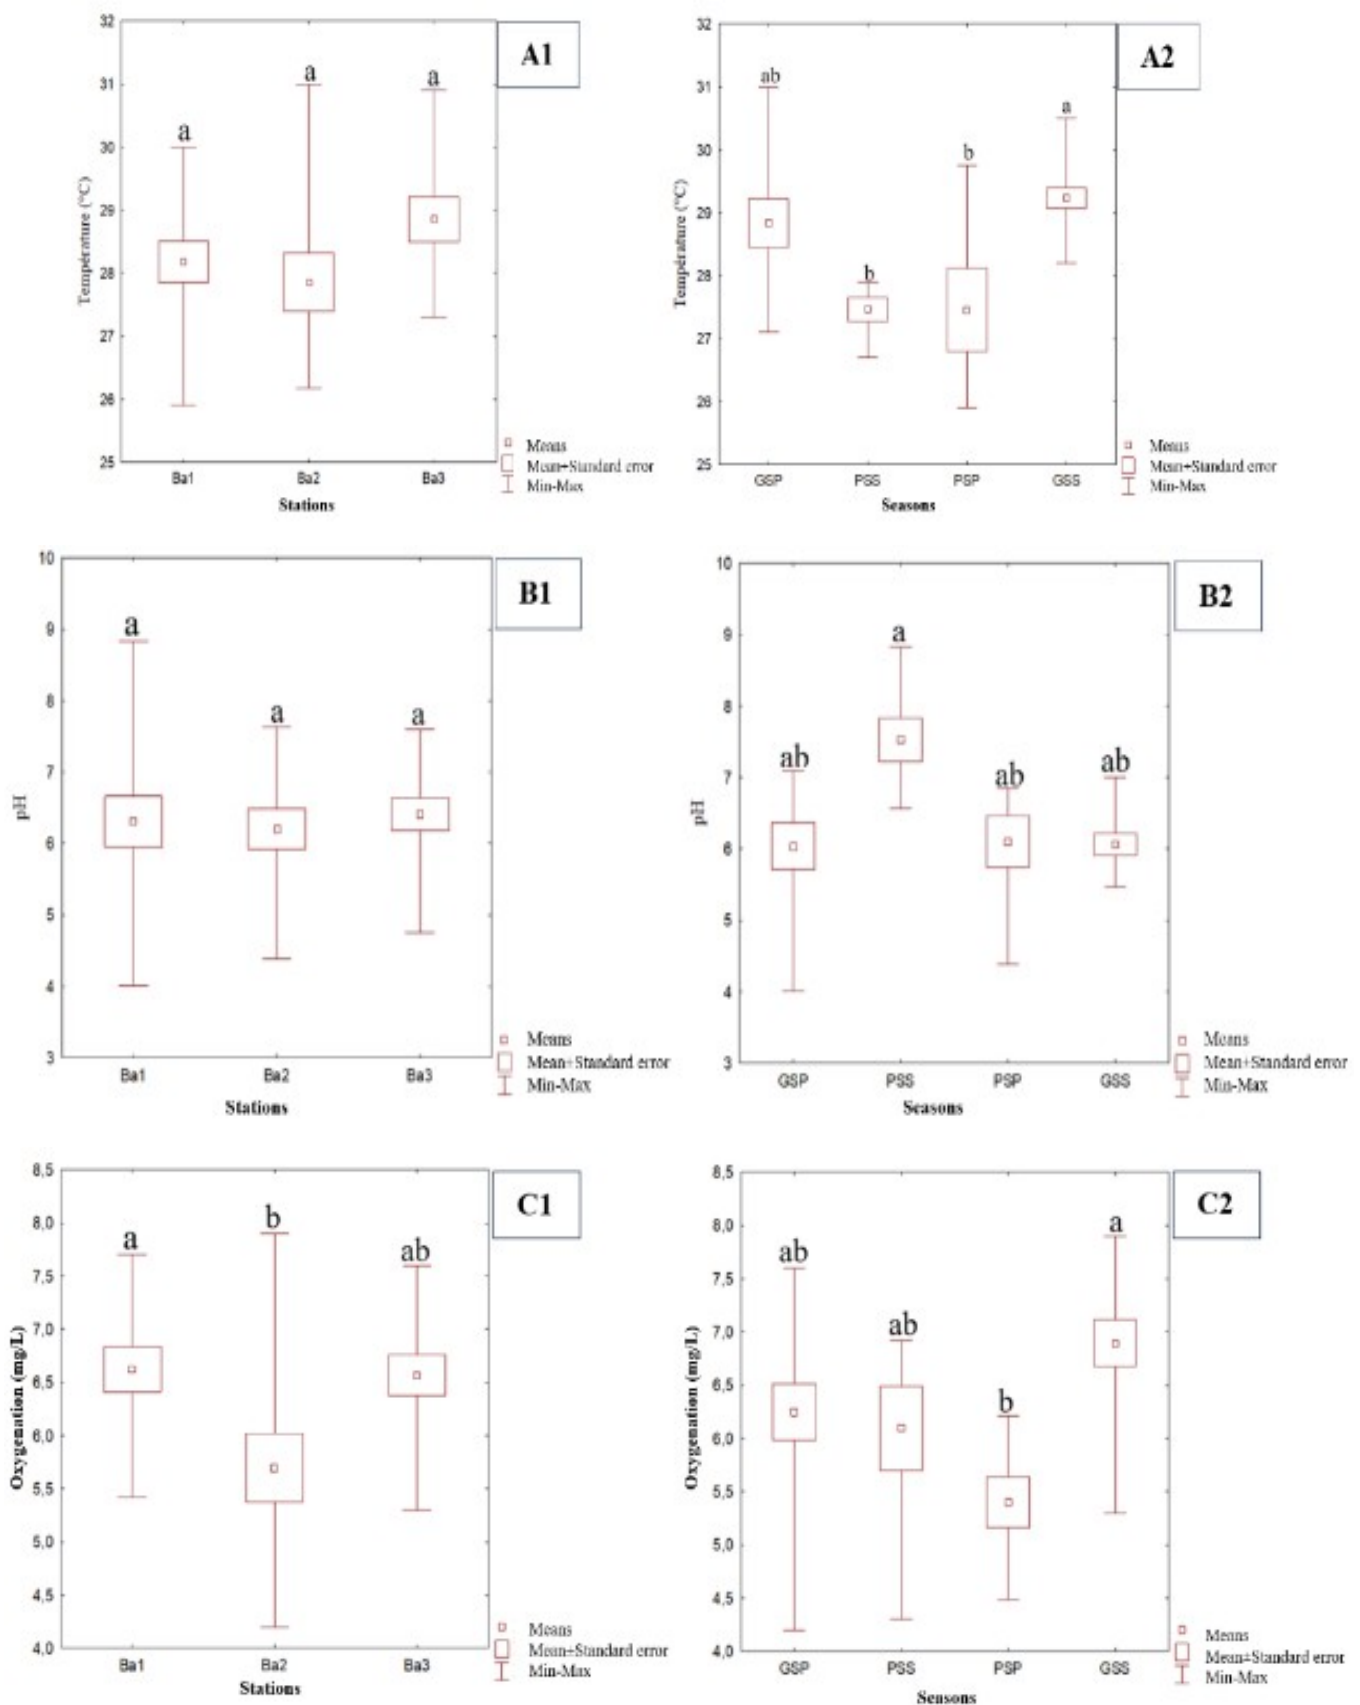 A1
32
31
30
29
28
27
26
25
Température (°C)
a
a
a
Ba1 Ba2 Ba3
Stations
Means
Mean+Standard error
Min-Max
A2
32
31
30
29
28
27
26
25
Température (°C)
ab
b
b
a
GSP PSS PSP GSS
Seasons
Means
Mean+Standard error
Min-Max
B1
10
9
8
7
6
5
4
3
pH
a
a
a
Ba1 Ba2 Ba3
Stations
Means
Mean+Standard error
Min-Max
B2
10
9
8
7
6
5
4
3
pH
ab
a
ab
ab
GSP PSS PSP GSS
Seasons
Means
Mean±Standard error
Min-Max
C1
8,5
8,0
7,5
7,0
6,5
6,0
5,5
5,0
4,5
4,0
Oxygenation (mg/L)
a
b
ab
Ba1 Ba2 Ba3
Stations
Means
Mean±Standard error
Min-Max
C2
8,5
8,0
7,5
7,0
6,5
6,0
5,5
5,0
4,5
4,0
Oxygenation (mg/L)
ab
ab
b
a
GSP PSS PSP GSS
Seasons
Means
Mean±Standard error
Min-Max